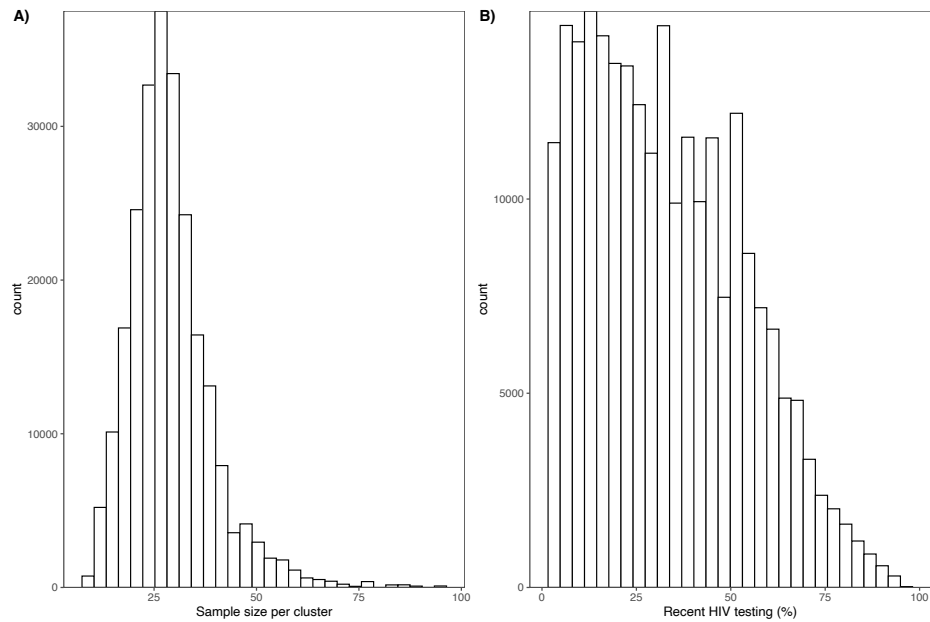 A)
count
30000
20000
10000
0
25
50
75
100
Sample size per cluster
B)
count
10000
5000
0
0
25
50
75
100
Recent HIV testing (%)